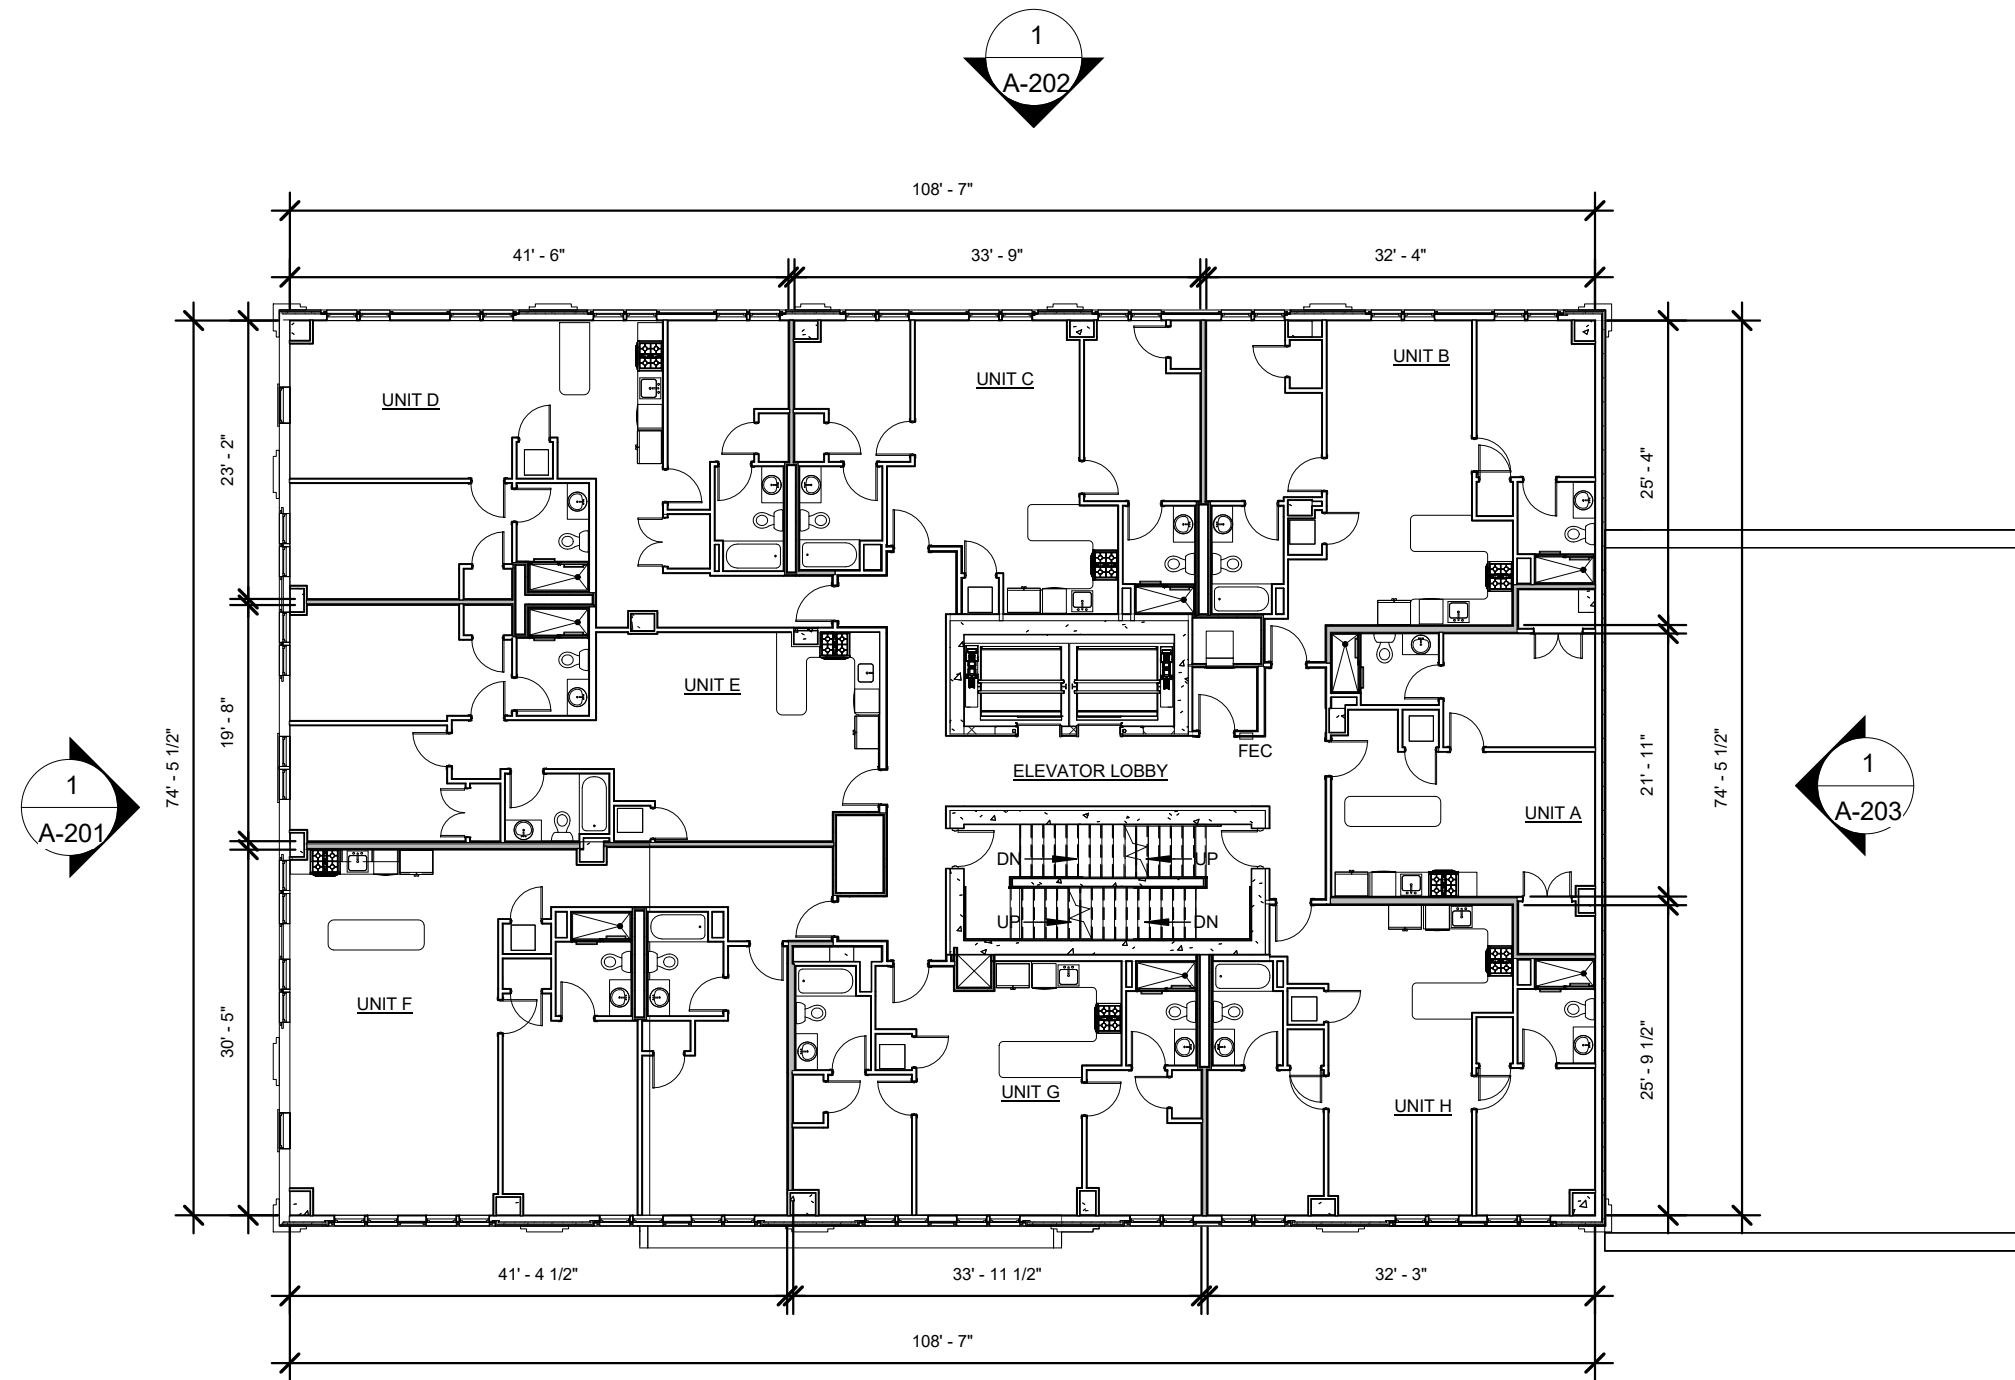 1
A-202
108' - 7"
41' - 6"
33' - 9"
32' - 4"
UNIT D
UNIT C
UNIT B
23' - 2"
25' - 4"
UNIT E
19' - 8"
74' - 5 1/2"
FEC
ELEVATOR LOBBY
21' - 11"
74' - 5 1/2"
1
A-201
1
A-203
UNIT A
DN
UP
UP
DN
UNIT F
30' - 5"
UNIT G
UNIT H
25' - 9 1/2"
41' - 4 1/2"
33' - 11 1/2"
32' - 3"
108' - 7"